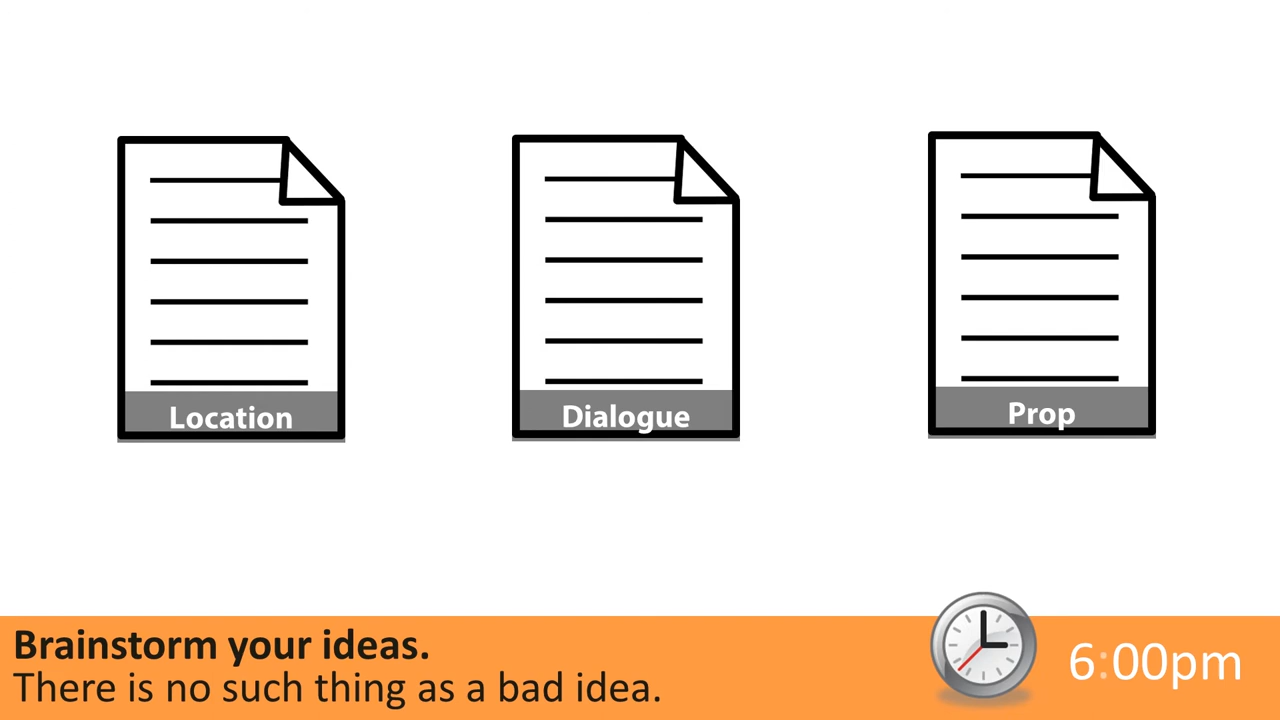 Location
Dialogue
Prop
Brainstorm your ideas.
There is no such thing as a bad idea.
6:00pm